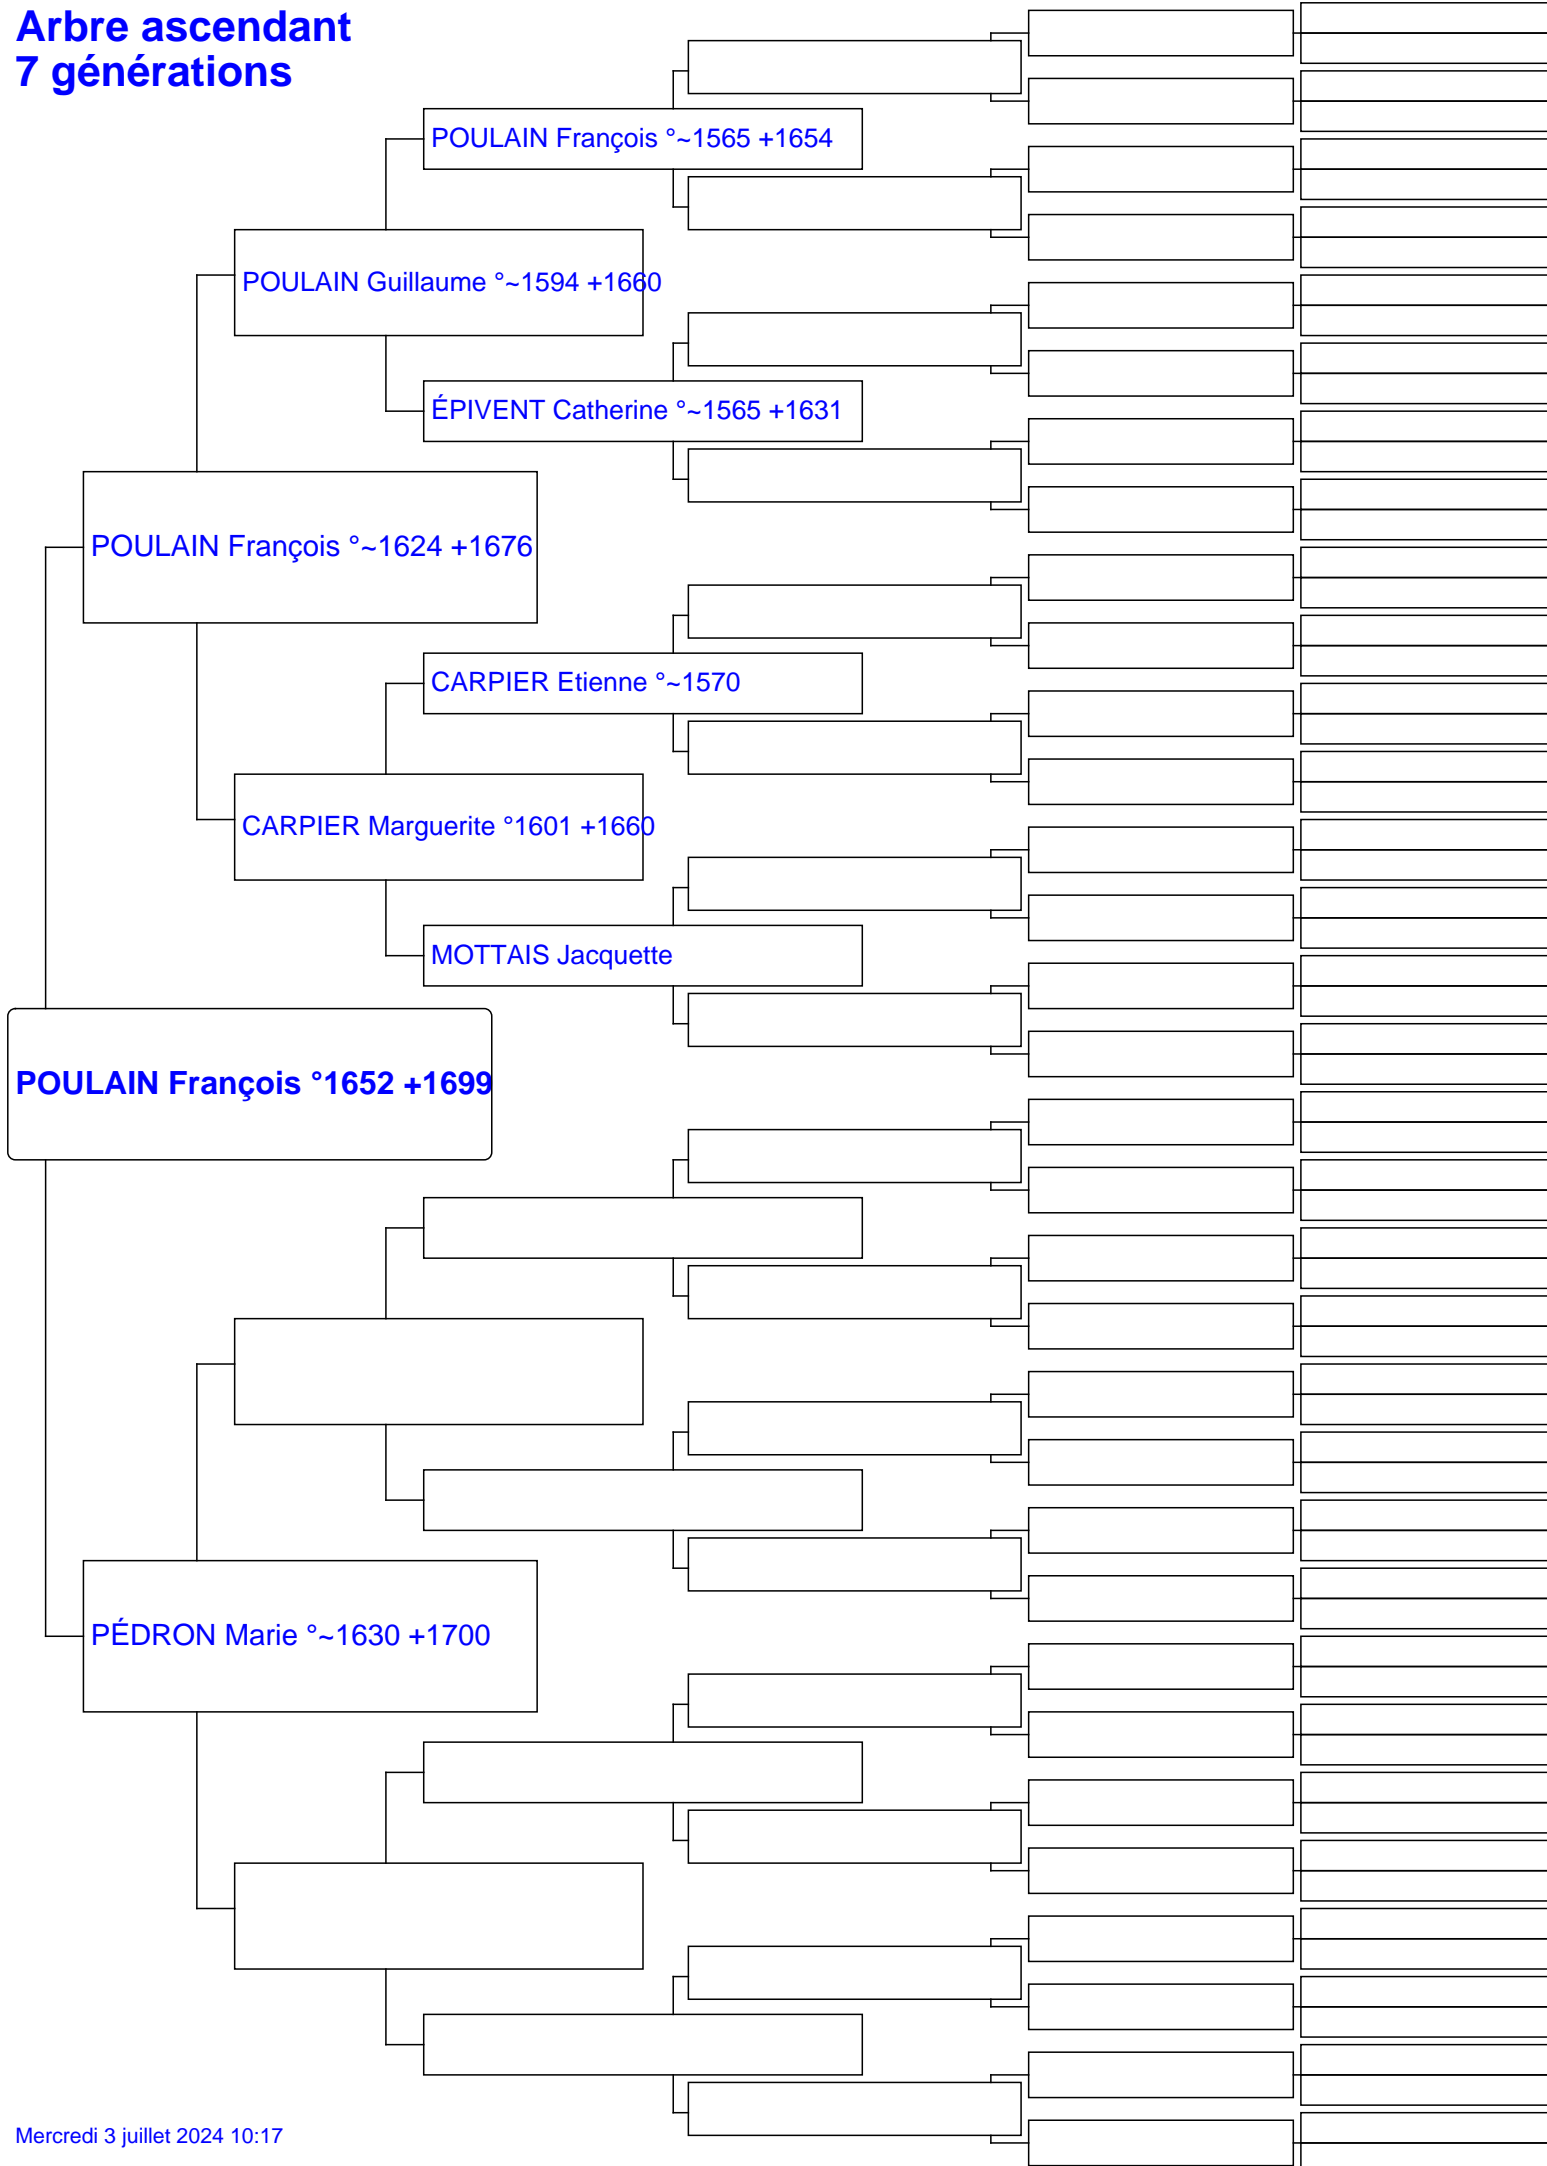 Arbre ascendant
7 générations
POULAIN François °~1565 +1654
POULAIN Guillaume °~1594 +1660
ÉPIVENT Catherine °~1565 +1631
POULAIN François °~1624 +1676
CARPIER Etienne °~1570
CARPIER Marguerite °1601 +1660
MOTTAIS Jacquette
POULAIN François °1652 +1699
PÉDRON Marie °~1630 +1700
Mercredi 3 juillet 2024 10:17